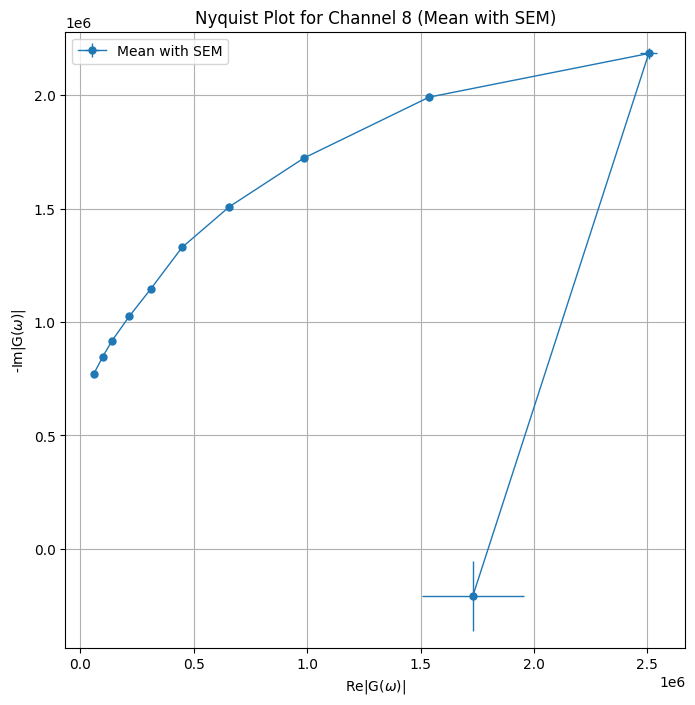 Nyquist Plot for Channel 8 (Mean with SEM)
1e6
Mean with SEM
2.0
1.5
1.0
0.5
0.0
-Im|G(ω)|
0.0 0.5 1.0 1.5 2.0 2.5
1e6
Re|G(ω)|